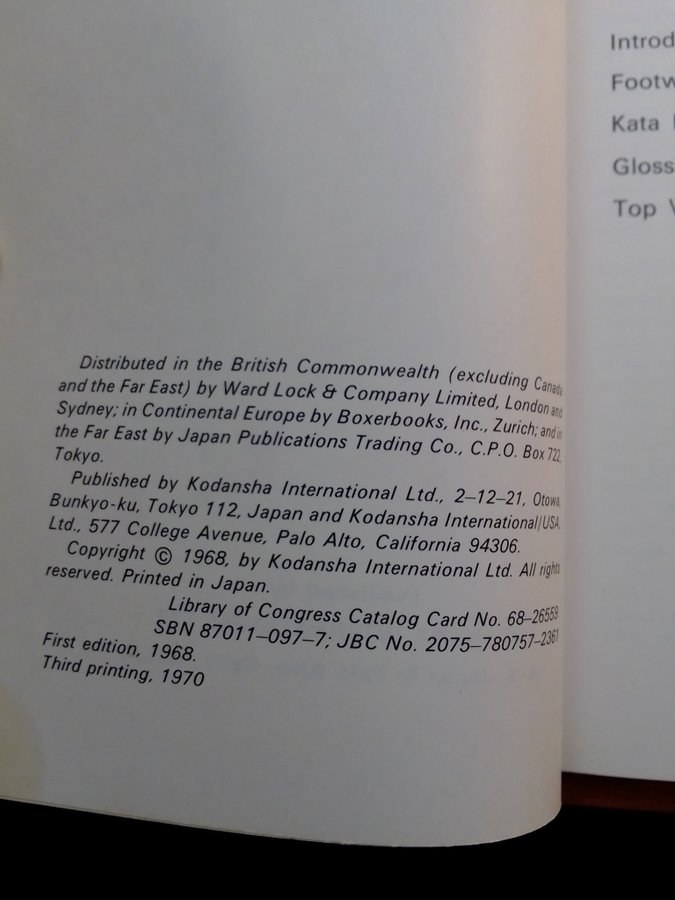 Distributed in the British Commonwealth (excluding Canada
and the Far East) by Ward Lock & Company Limited, London and
Sydney; in Continental Europe by Boxerbooks, Inc., Zurich; and in
the Far East by Japan Publications Trading Co., C.P.O. Box 722,
Tokyo.
Published by Kodansha International Ltd., 2–12–21, Otowa,
Bunkyo-ku, Tokyo 112, Japan and Kodansha International/USA,
Ltd., 577 College Avenue, Palo Alto, California 94306.
Copyright © 1968, by Kodansha International Ltd. All rights
reserved. Printed in Japan.
Library of Congress Catalog Card No. 68–26559
SBN 87011–097–7; JBC No. 2075–780757–2361
First edition, 1968.
Third printing, 1970
Introd
Footw
Kata
Gloss
Top